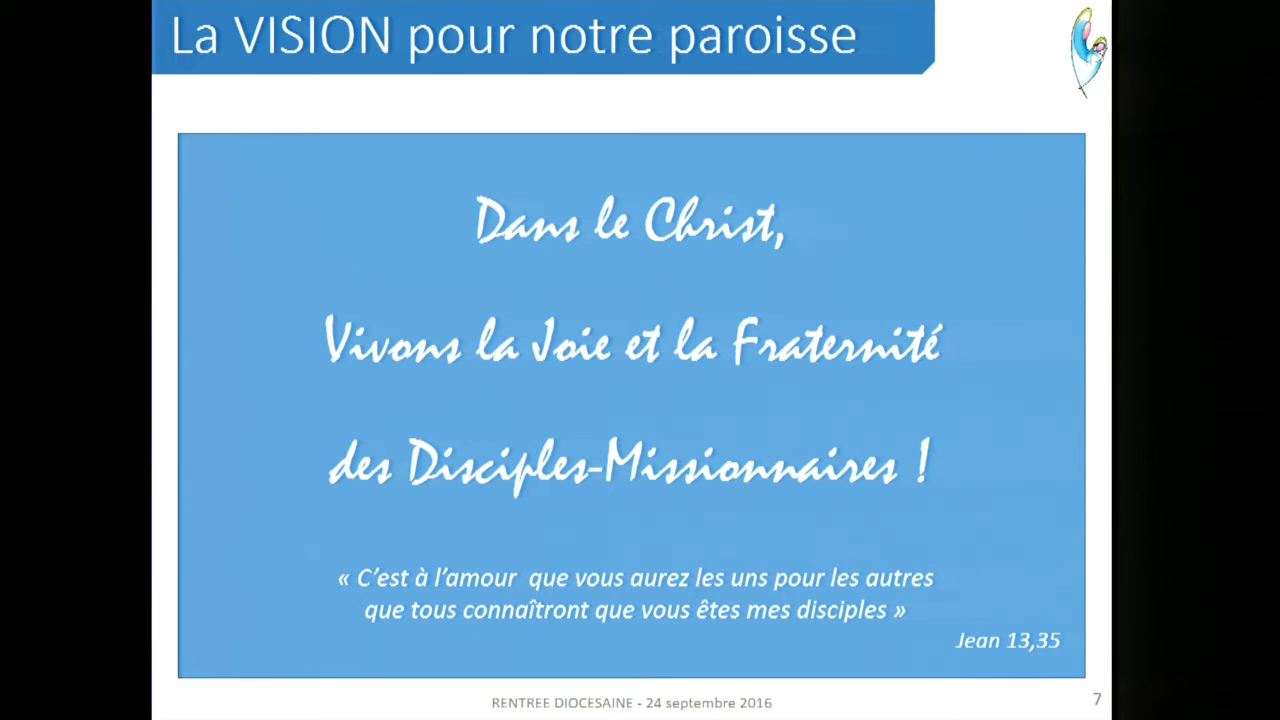 La VISION pour notre paroisse
Dans le Christ,
Vivons la Joie et la Fraternité
des Disciples-Missionnaires !
« C’est à l’amour que vous aurez les uns pour les autres
que tous connaîtront que vous êtes mes disciples »
Jean 13,35
RENTREE DIOCESAINE - 24 septembre 2016
7